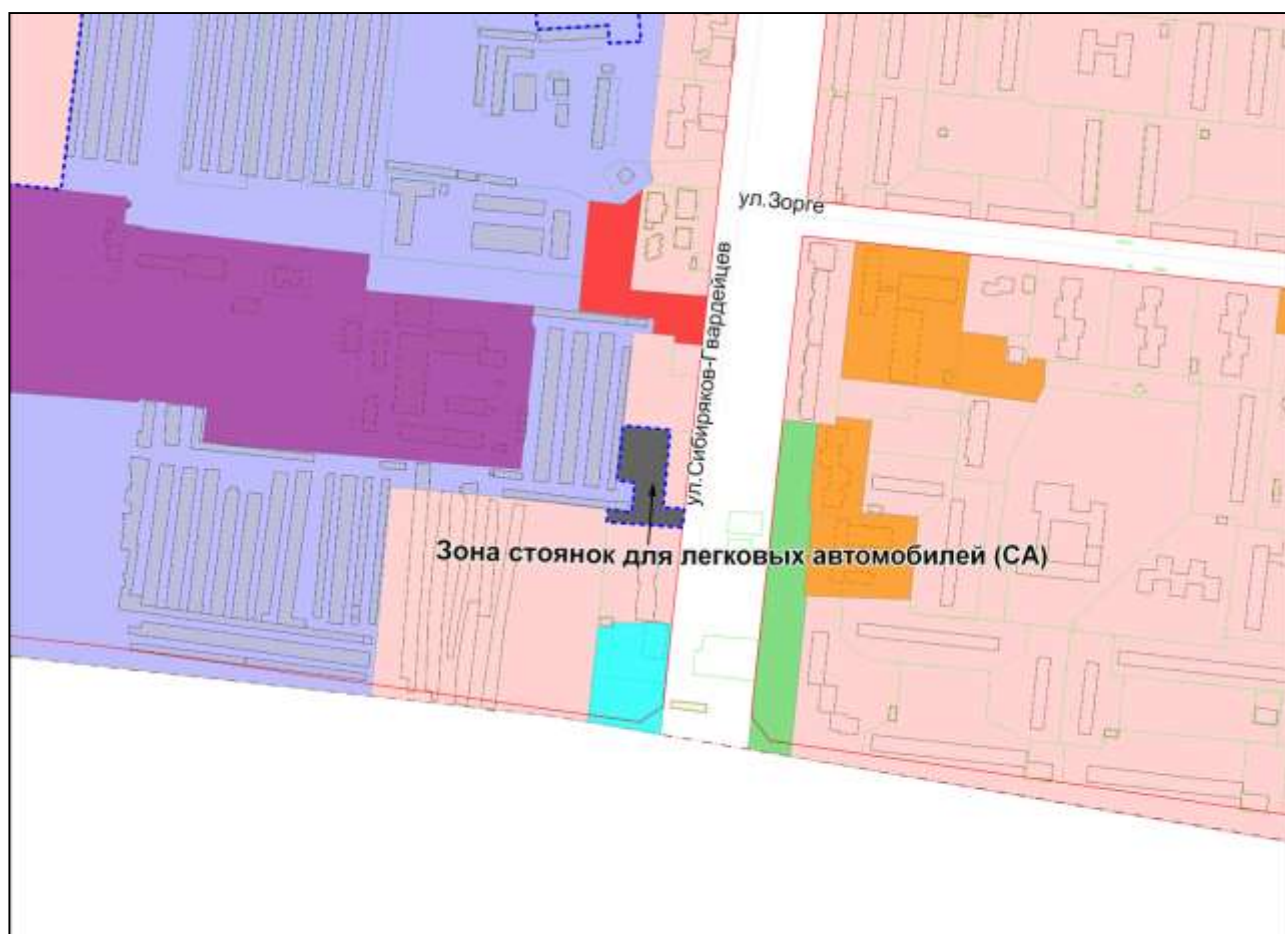 ул.Зорге
ул.Сибиряков-Гвардейцев
Зона стоянок для легковых автомобилей (СА)